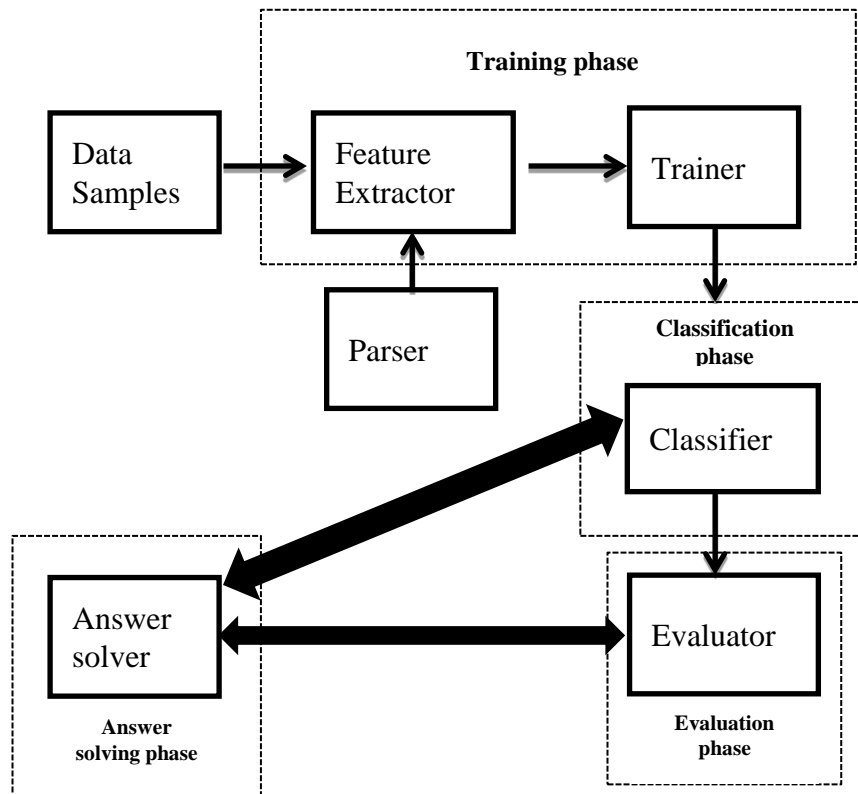 Training phase
Data
Samples
Feature
Extractor
Trainer
Parser
Classification
phase
Classifier
Answer
solver
Evaluator
Answer
solving phase
Evaluation
phase